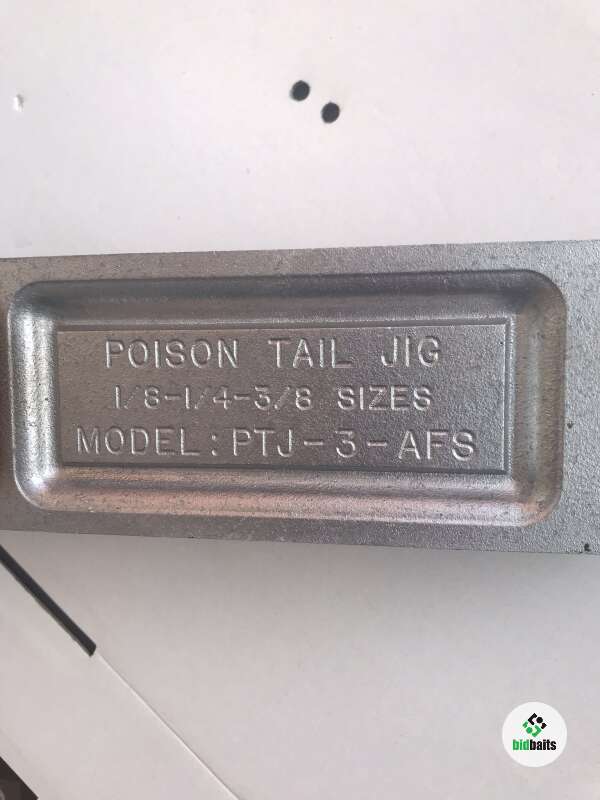 POISON TAIL JIG
1/8-1/4-3/8 SIZES
MODEL: PTJ-3-AFS
bidbaits